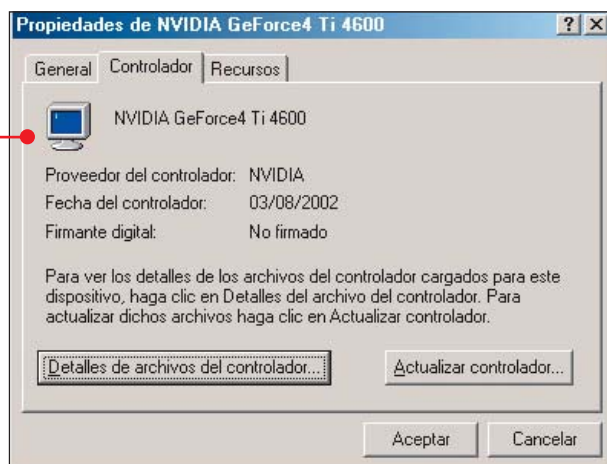 Propiedades de NVIDIA GeForce4 Ti 4600
General Controlador Recursos
NVIDIA GeForce4 Ti 4600
Proveedor del controlador: NVIDIA
Fecha del controlador: 03/08/2002
Firmante digital: No firmado
Para ver los detalles de los archivos del controlador cargados para este
dispositivo, haga clic en Detalles del archivo del controlador. Para
actualizar dichos archivos haga clic en Actualizar controlador.
Detalles de archivos del controlador... Actualizar controlador...
Aceptar Cancelar